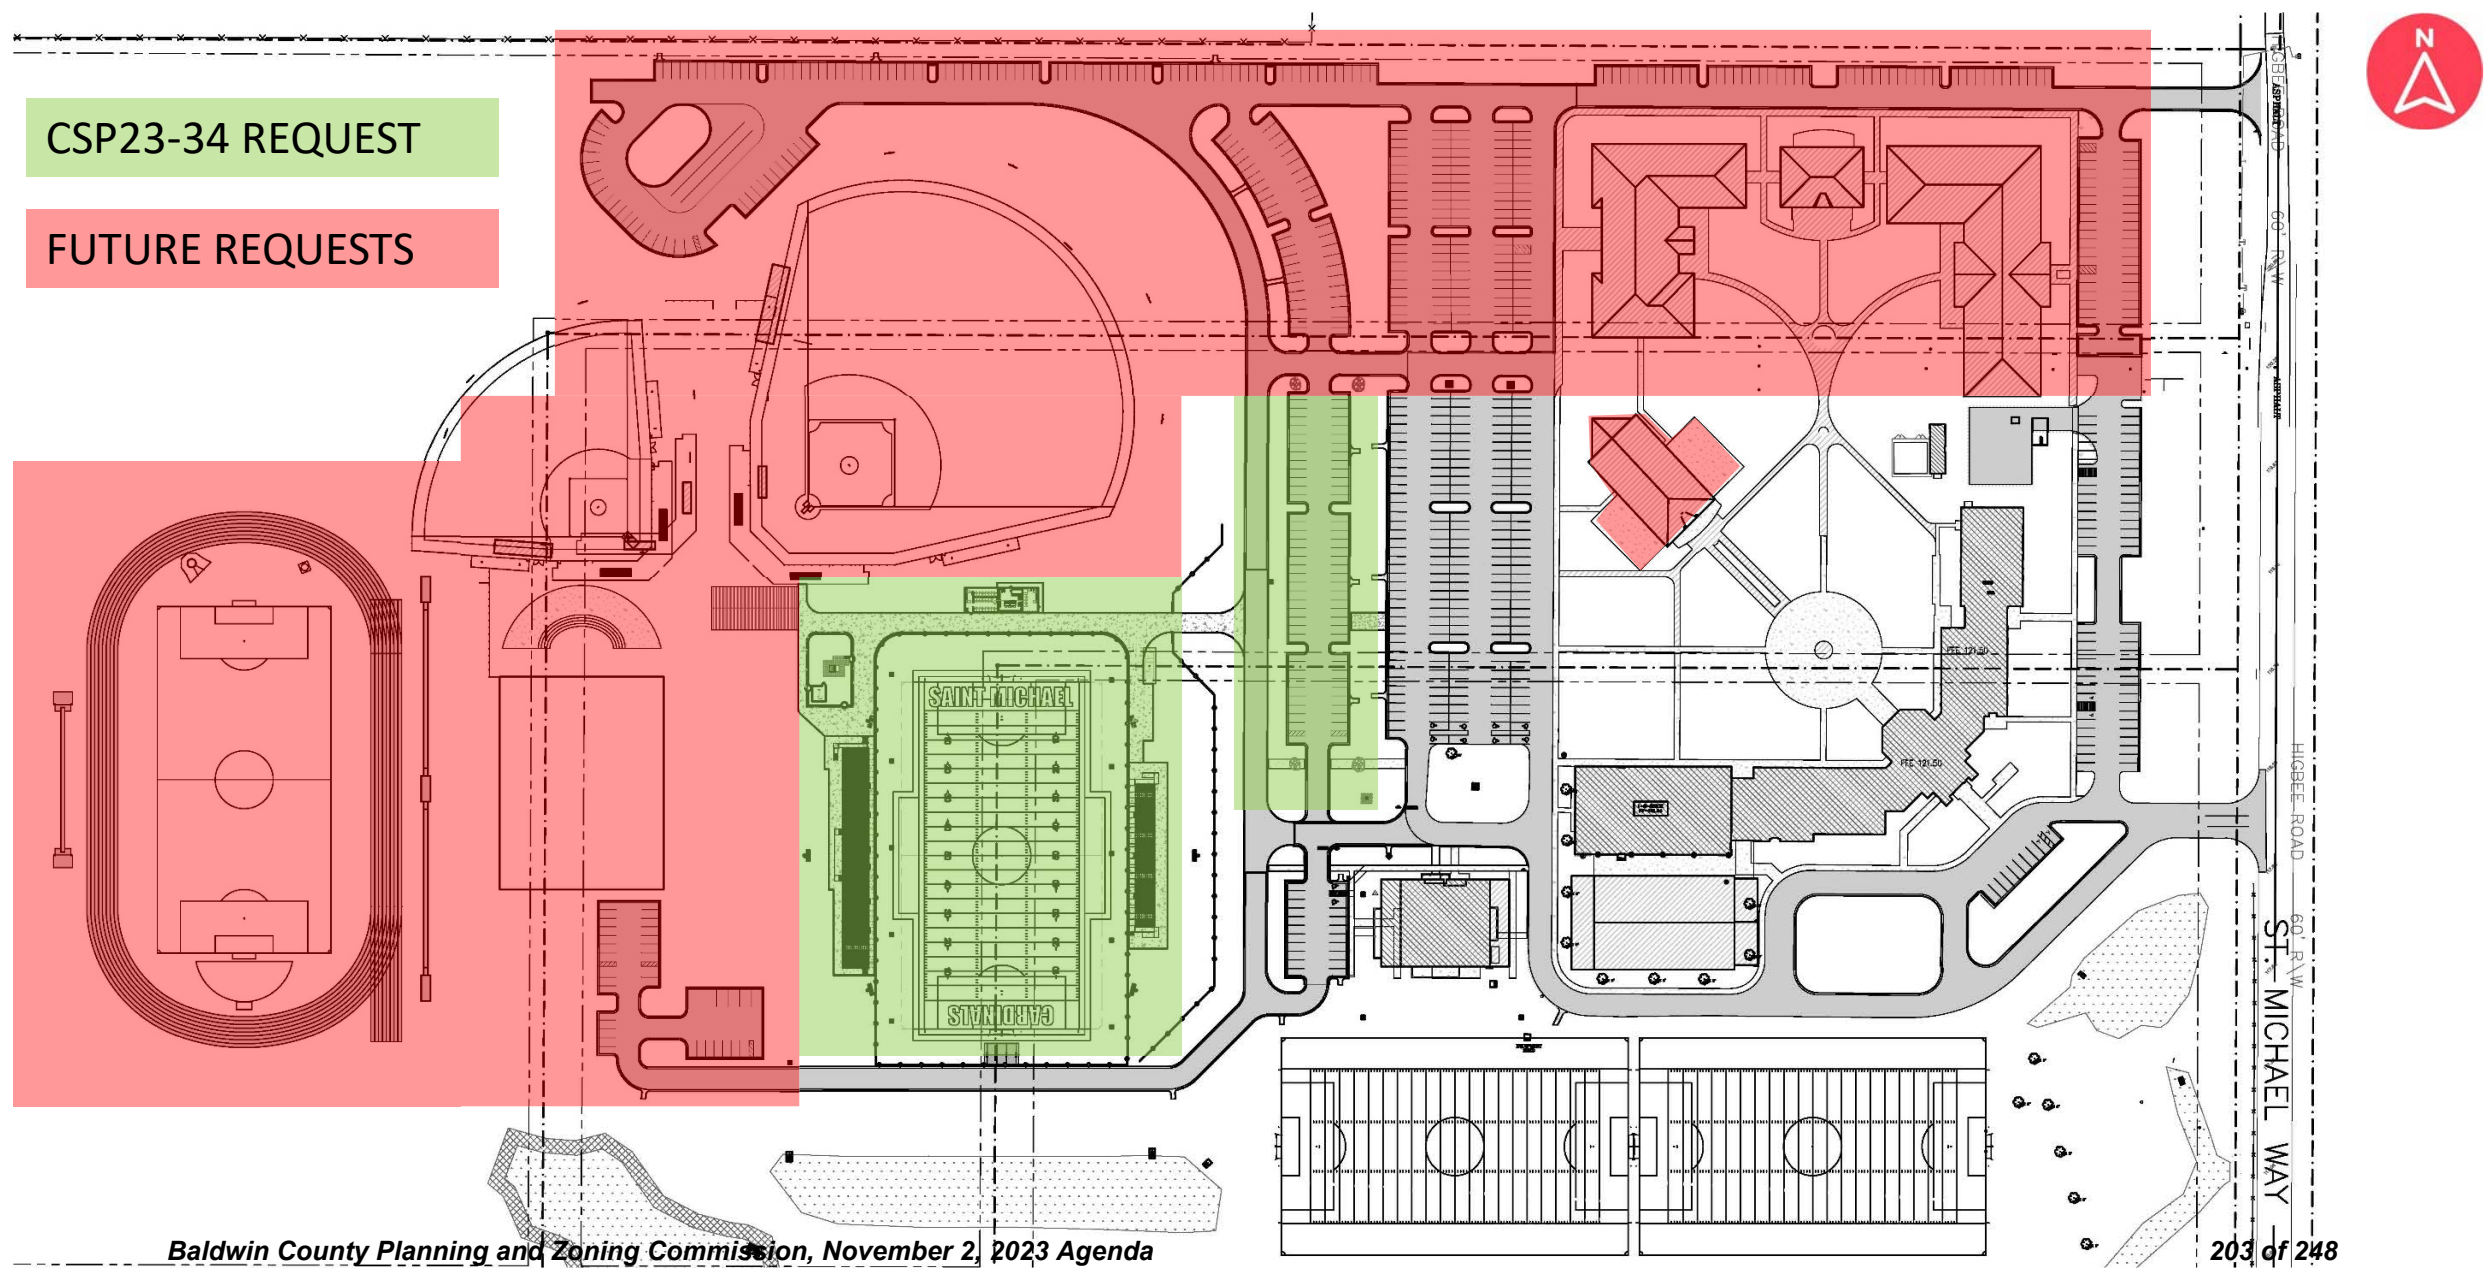 N
CSP23-34 REQUEST
FUTURE REQUESTS
60' R\W
ASPHALT
SAINT MICHAEL
CARDINALS
FFE 121.50
FFE 121.50
HIGBEE ROAD 60' R\W
ST. MICHAEL WAY
Baldwin County Planning and Zoning Commission, November 2, 2023 Agenda
203 of 248